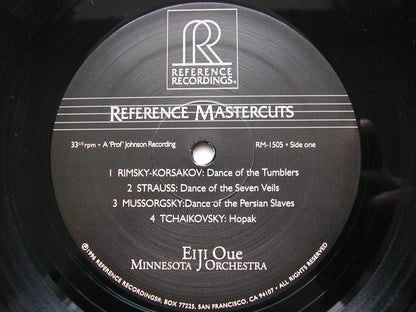 R
REFERENCE
RECORDINGS®
REFERENCE MASTERCUTS
33 1/3 rpm • A "Prof" Johnson Recording RM-1505 • Side one
1 RIMSKY-KORSAKOV: Dance of the Tumblers
2 STRAUSS: Dance of the Seven Veils
3 MUSSORGSKY:Dance of the Persian Slaves
4 TCHAIKOVSKY: Hopak
EIJI OUE
MINNESOTA ORCHESTRA
©1996 REFERENCE RECORDINGS®, BOX 77225, SAN FRANCISCO, CA 94107 • ALL RIGHTS RESERVED